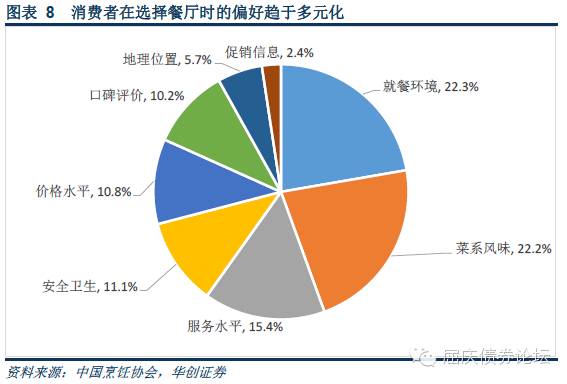 图表 8 消费者在选择餐厅时的偏好趋于多元化
促销信息, 2.4%
地理位置, 5.7%
就餐环境, 22.3%
口碑评价, 10.2%
价格水平, 10.8%
菜系风味, 22.2%
安全卫生, 11.1%
服务水平, 15.4%
屈庆债券论坛
资料来源：中国烹饪协会，华创证券